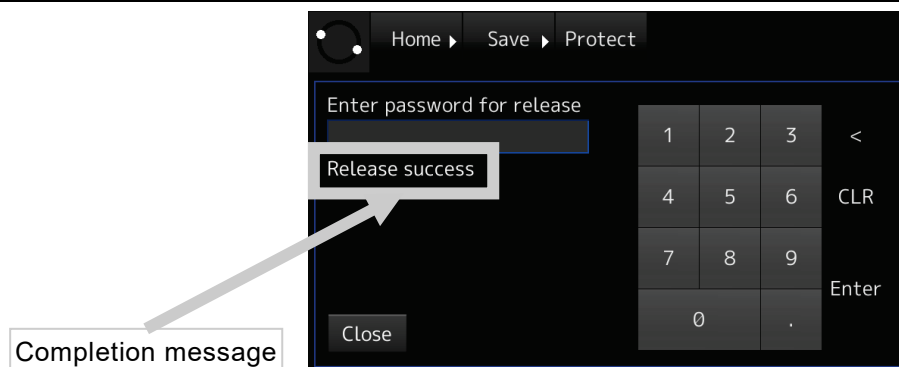 Home Save Protect
Enter password for release
Release success
1 2 3 <
4 5 6 CLR
7 8 9
Enter
0 .
Close
Completion message